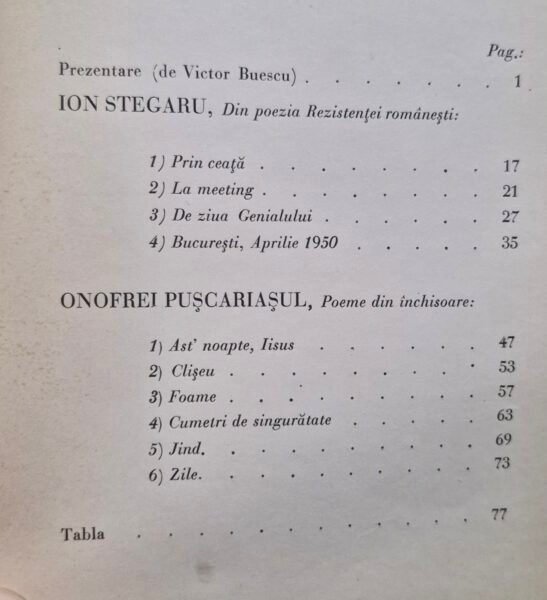 Pag.:
Prezentare (de Victor Buescu) . . . . . . 1
ION STEGARU, Din poezia Rezistenţei româneşti:
1) Prin ceaţă . . . . . . . 17
2) La meeting . . . . . . . 21
3) De ziua Genialului . . . . . 27
4) Bucureşti, Aprilie 1950 . . . . 35
ONOFREI PUŞCARIAŞUL, Poeme din închisoare:
1) Ast' noapte, Iisus . . . . . 47
2) Clişeu . . . . . . . . 53
3) Foame . . . . . . . . 57
4) Cumetri de singurătate . . . . 63
5) Jind. . . . . . . . . 69
6) Zile. . . . . . . . . 73
Tabla . . . . . . . . . . . 77